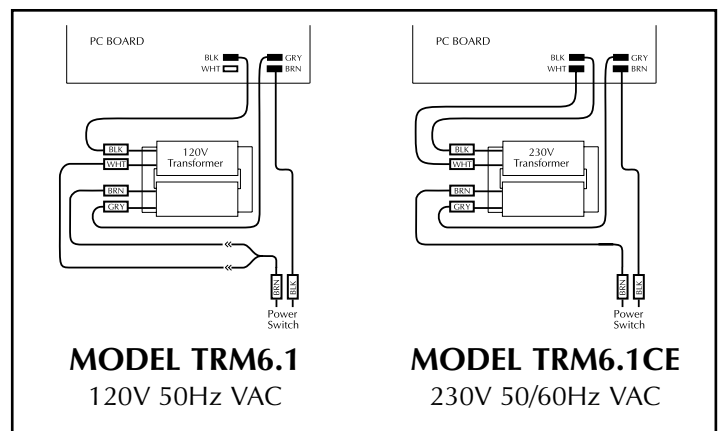 PC BOARD
BLK GRY
WHT BRN
BLK
WHT
BRN
GRY
120V
Transformer
BRN BLK
Power
Switch
MODEL TRM6.1
120V 50Hz VAC
PC BOARD
BLK GRY
WHT BRN
BLK
WHT
BRN
GRY
230V
Transformer
BRN BLK
Power
Switch
MODEL TRM6.1CE
230V 50/60Hz VAC